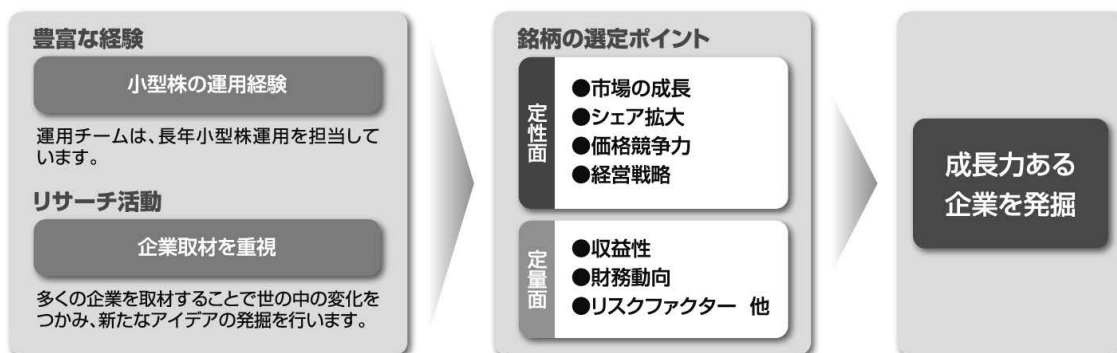 豊富な経験
小型株の運用経験
運用チームは、長年小型株運用を担当して
います。
リサーチ活動
企業取材を重視
多くの企業を取材することで世の中の変化を
つかみ、新たなアイデアの発掘を行います。
銘柄の選定ポイント
定性面
●市場の成長
●シェア拡大
●価格競争力
●経営戦略
定量面
●収益性
●財務動向
●リスクファクター 他
成長力ある
企業を発掘